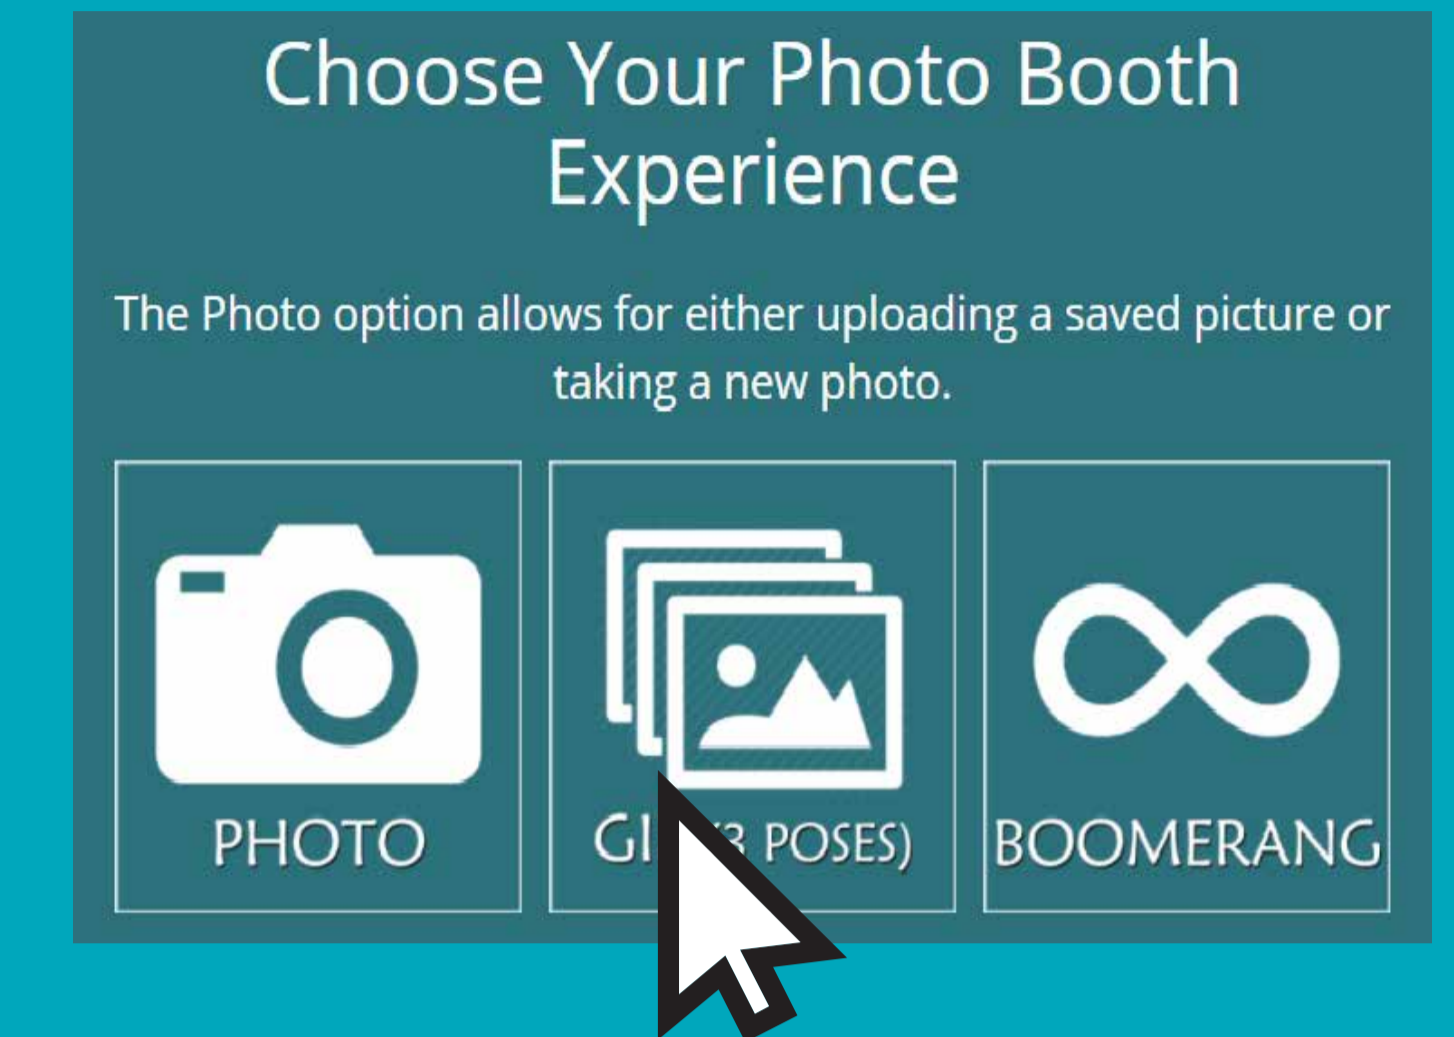 Choose Your Photo Booth
Experience
The Photo option allows for either uploading a saved picture or
taking a new photo.
PHOTO
POSES)
BOOMERANG